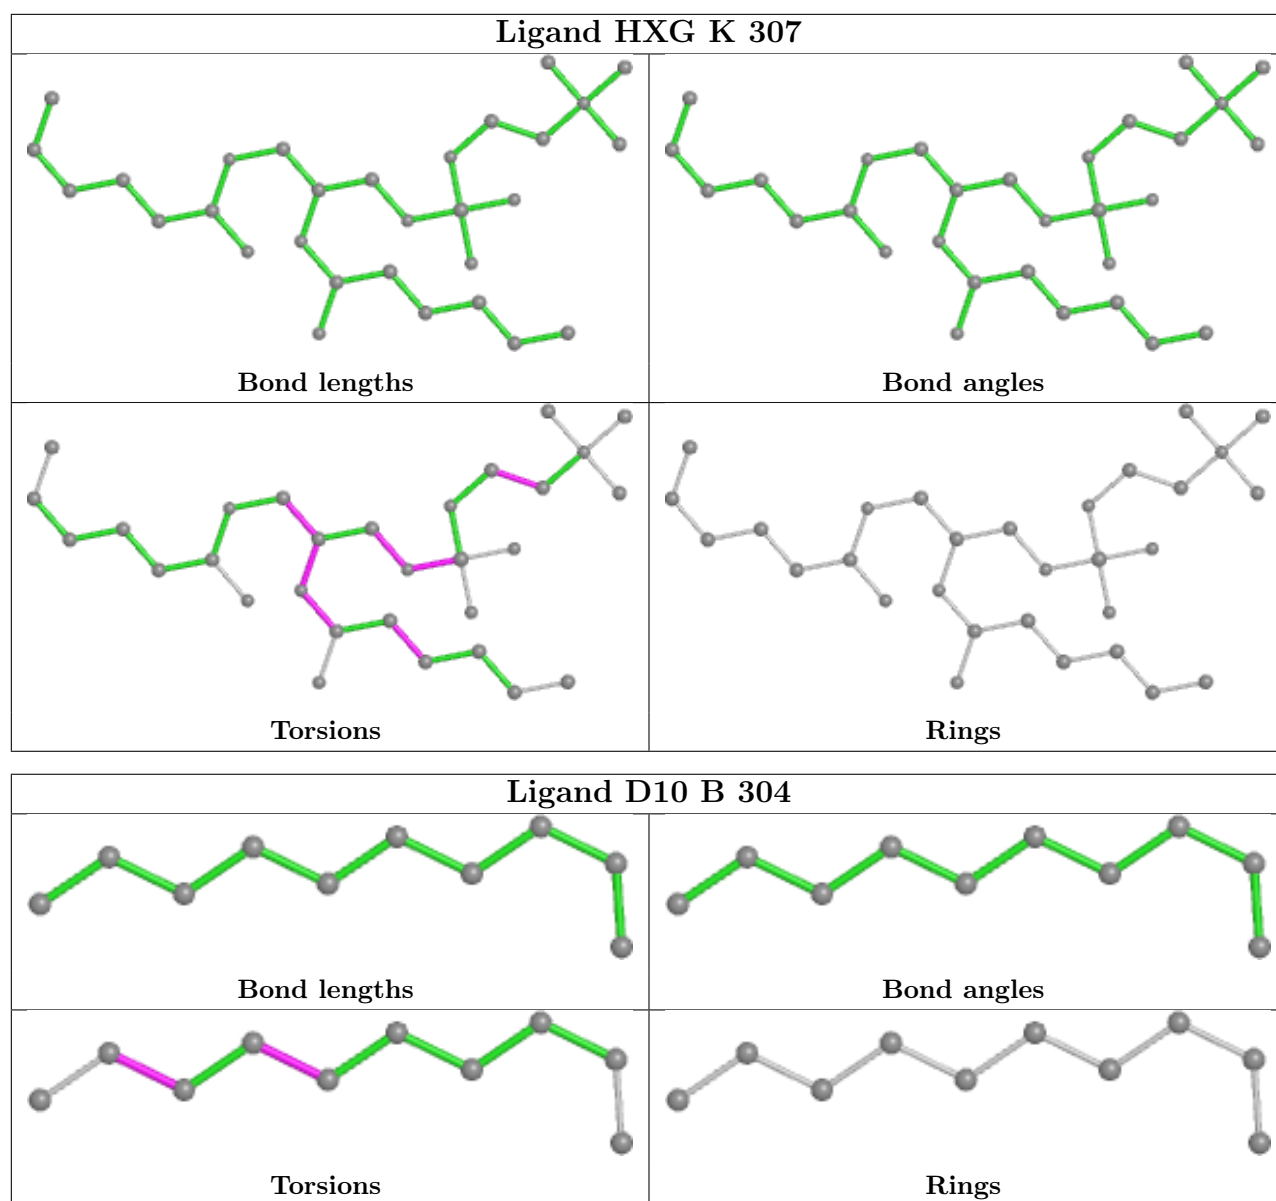 Ligand HXG K 307
Bond lengths
Bond angles
Torsions
Rings
Ligand D10 B 304
Bond lengths
Bond angles
Torsions
Rings